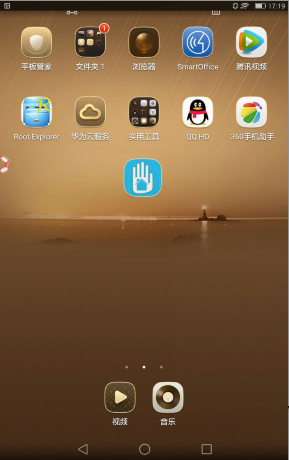 17:19
1
平板管家
文件夹 1
浏览器
SmartOffice
腾讯视频
Root Explorer
华为云服务
实用工具
QQ HD
360手机助手
视频
音乐